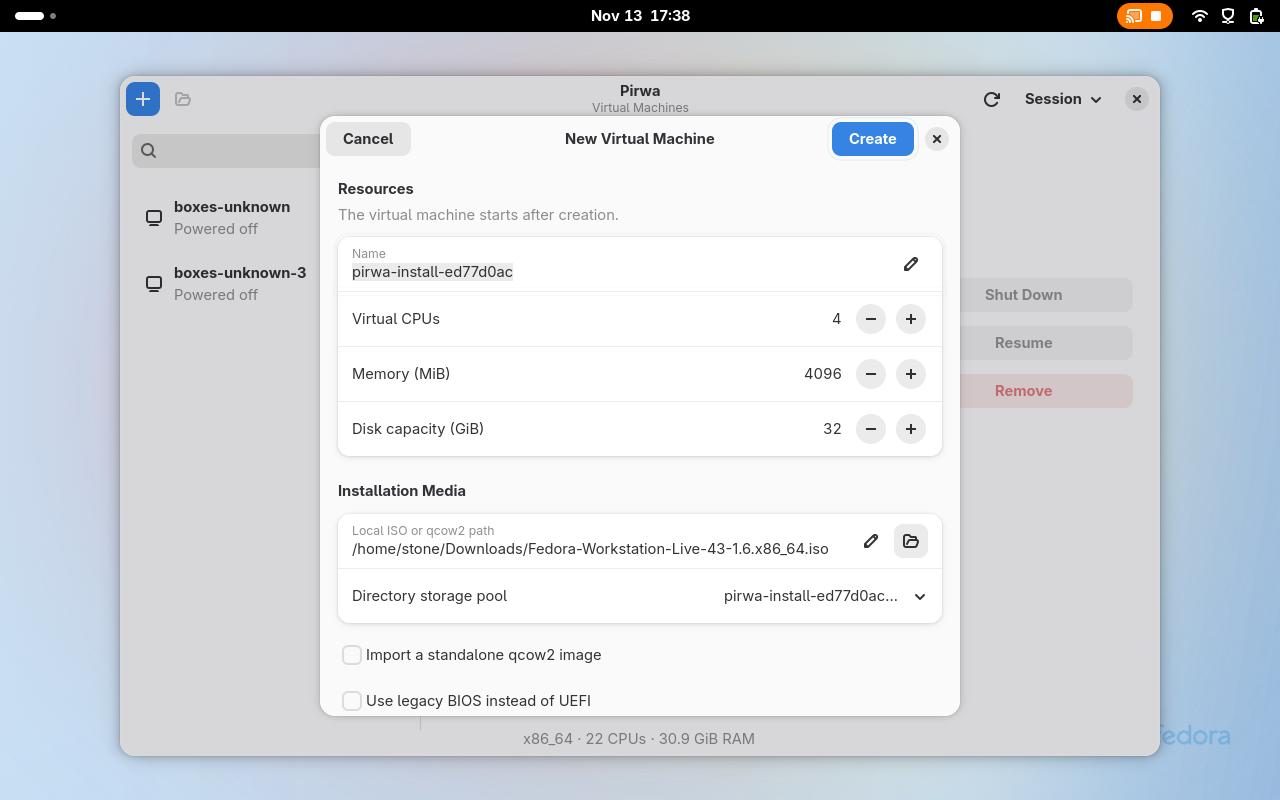 Nov 13 17:38
Pirwa
Virtual Machines
Session
Cancel
New Virtual Machine
Create
boxes-unknown
Powered off
boxes-unknown-3
Powered off
Resources
The virtual machine starts after creation.
Name
pirwa-install-ed77d0ac
Virtual CPUs
4
Memory (MiB)
4096
Disk capacity (GiB)
32
Installation Media
Local ISO or qcow2 path
/home/stone/Downloads/Fedora-Workstation-Live-43-1.6.x86_64.iso
Directory storage pool
pirwa-install-ed77d0ac...
Import a standalone qcow2 image
Use legacy BIOS instead of UEFI
Shut Down
Resume
Remove
x86_64 · 22 CPUs · 30.9 GiB RAM
fedora